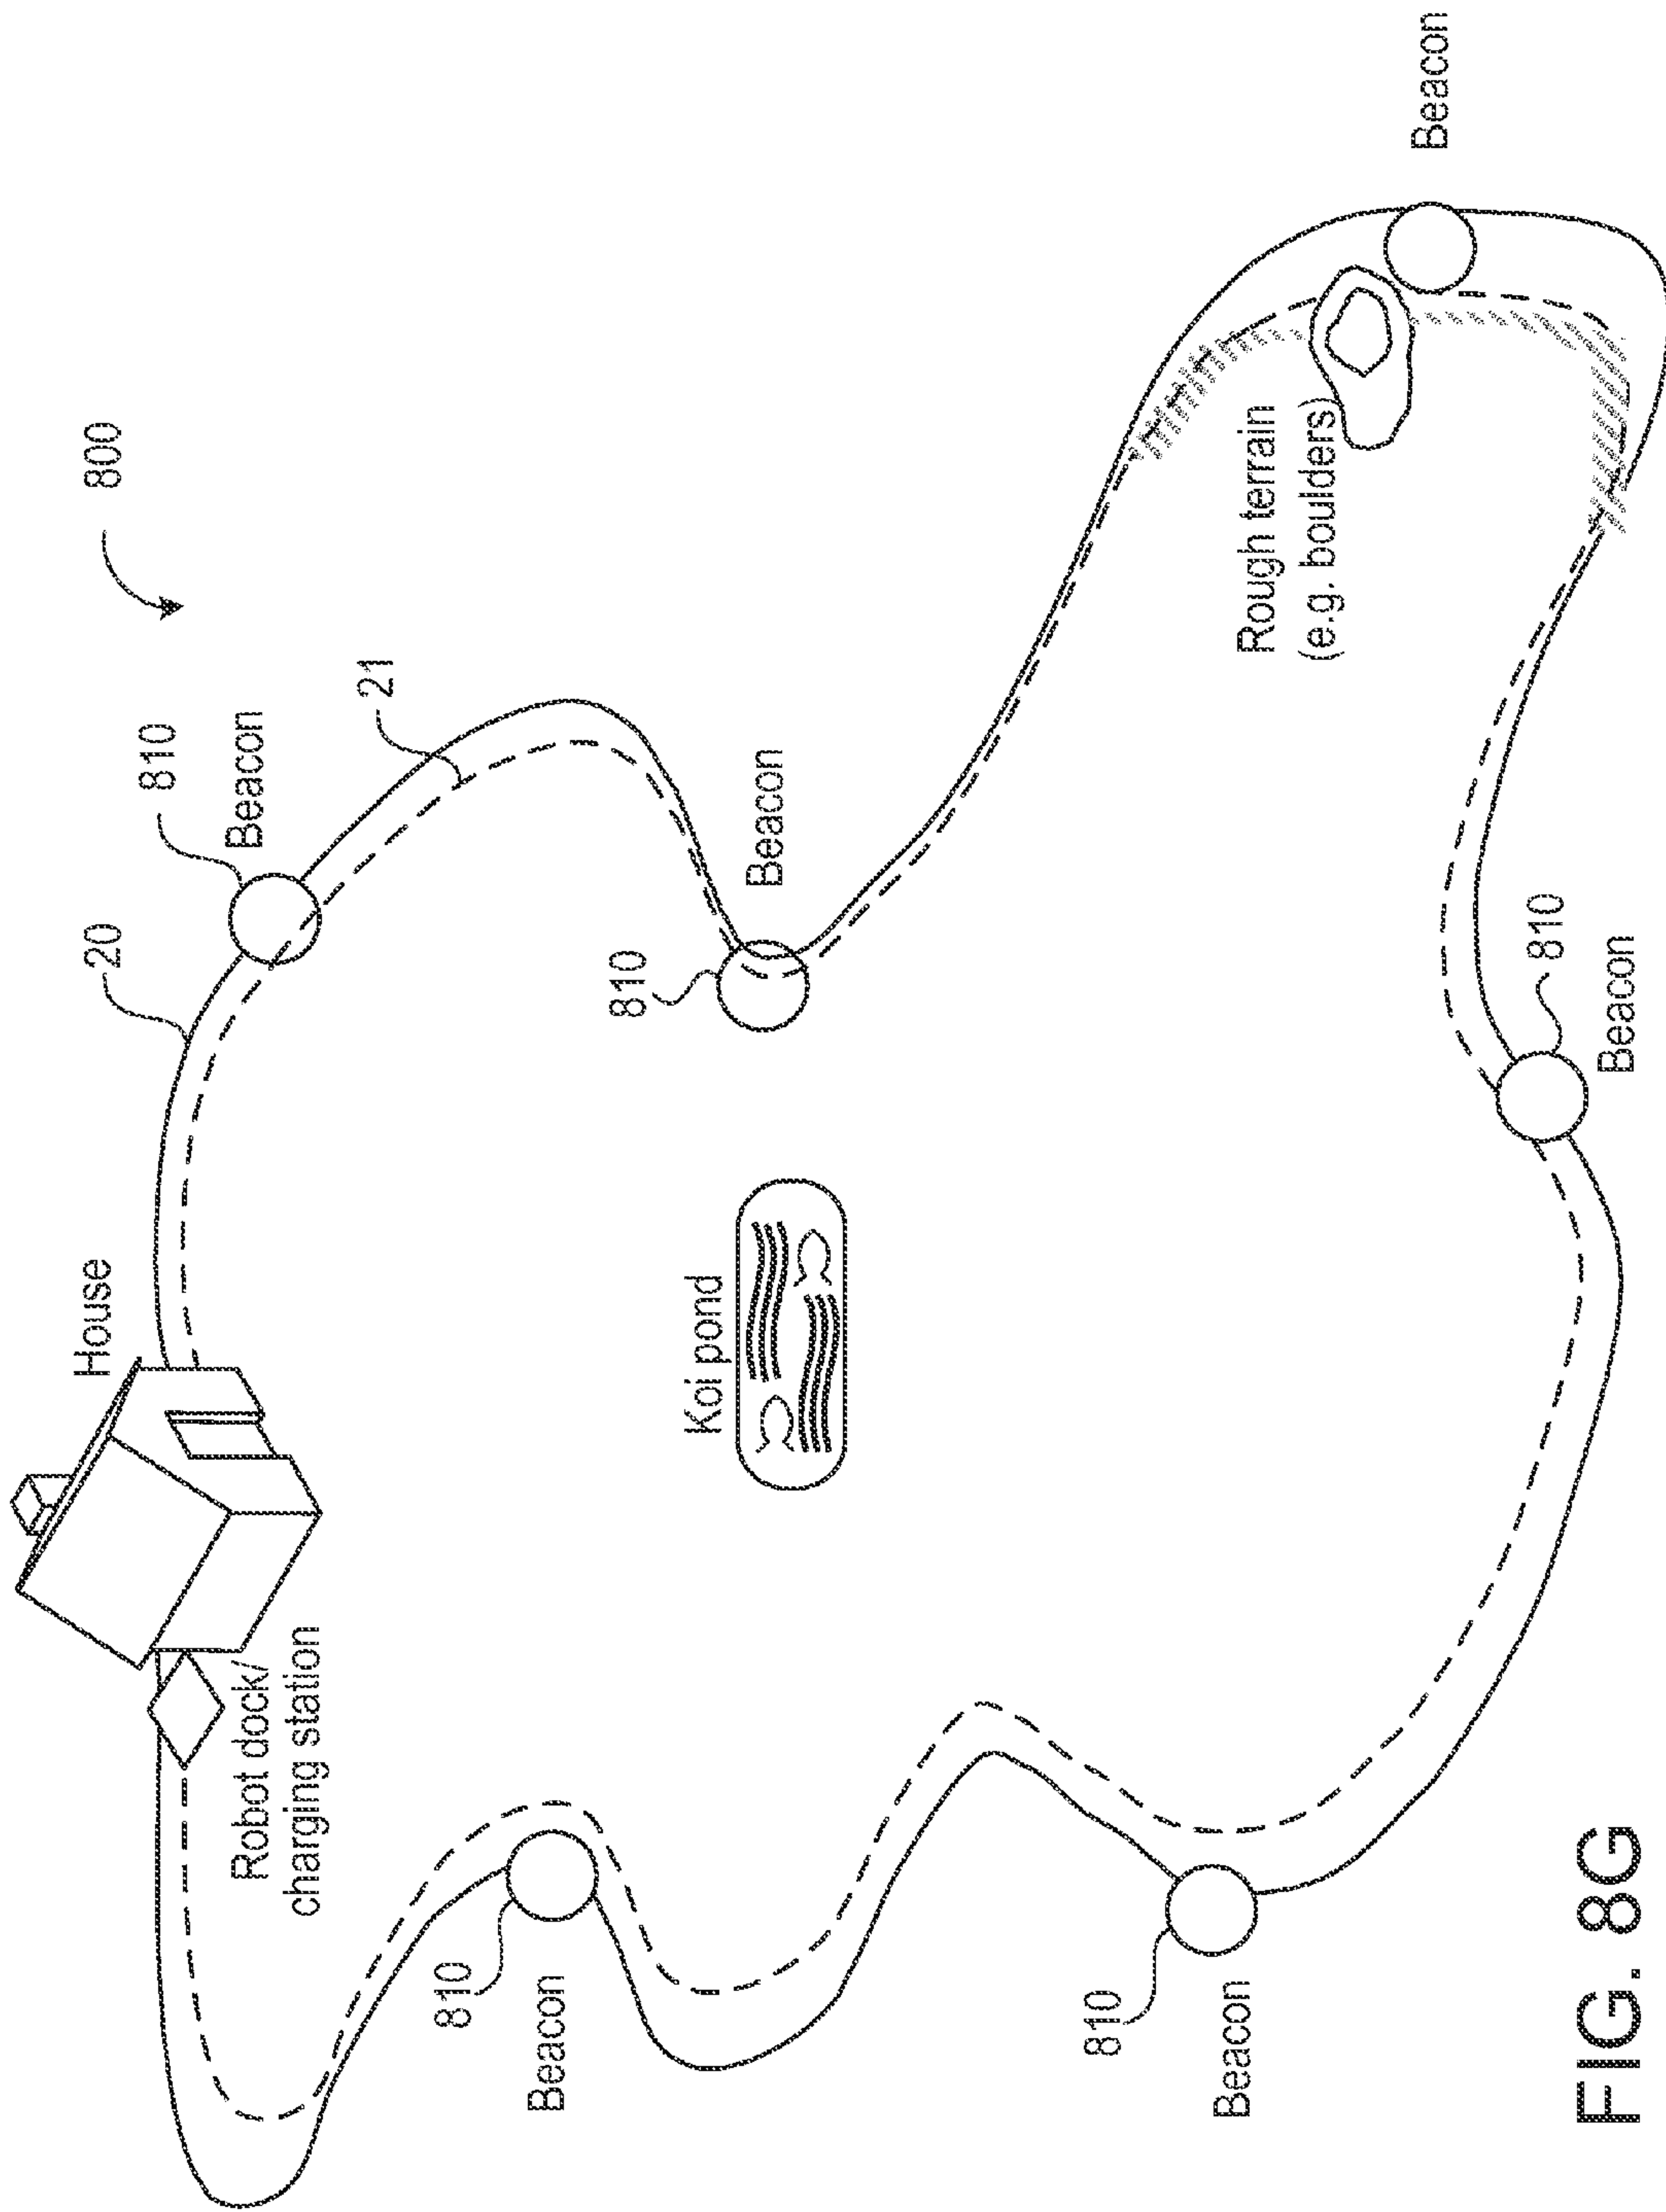 House
800
810
20
Beacon
Robot dock/
charging station
21
810
Beacon
810
Koi pond
Beacon
810
Beacon
Rough terrain
(e.g. boulders)
Beacon
810
Beacon
FIG. 8G